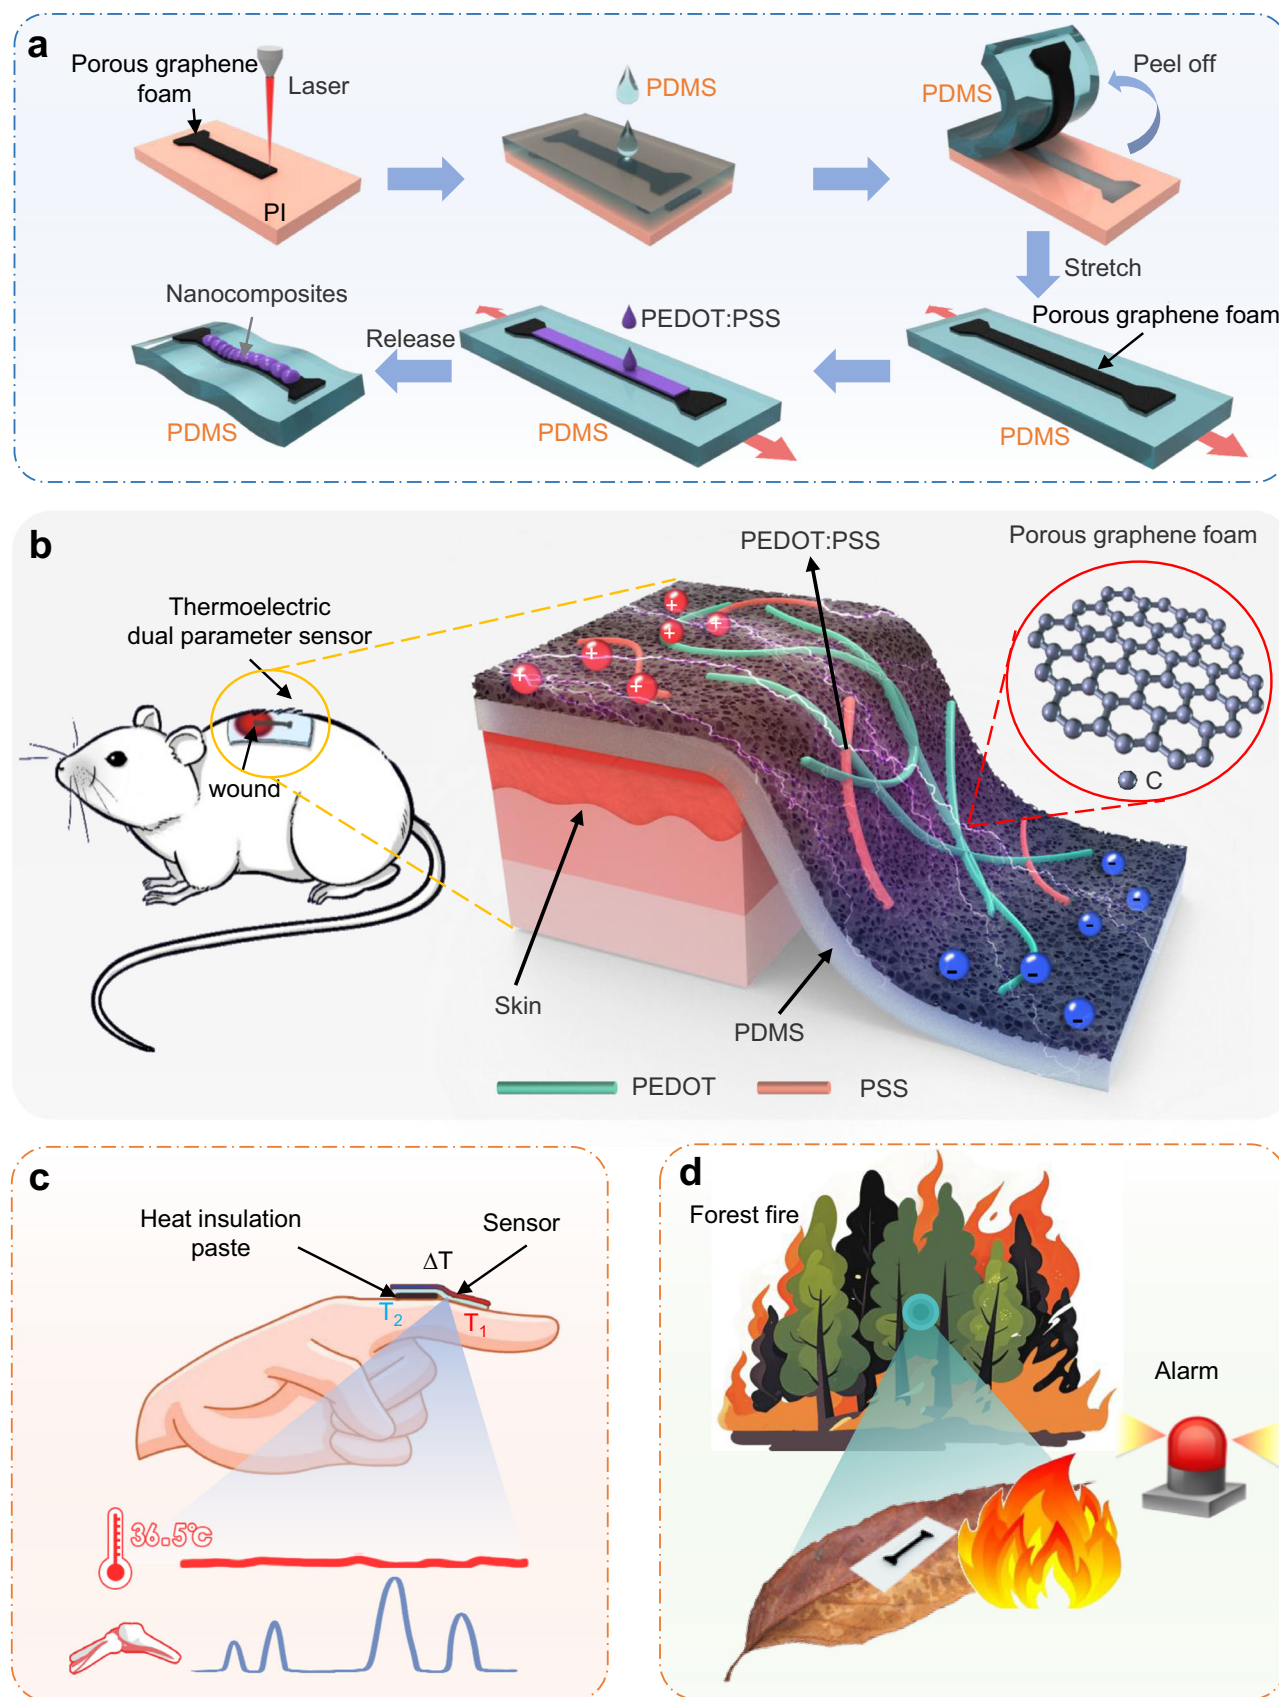 a
Porous graphene
foam
Laser
PI
PDMS
PDMS
Peel off
Stretch
Nanocomposites
Release
PEDOT:PSS
Porous graphene foam
PDMS
PDMS
PDMS
b
Thermoelectric
dual parameter sensor
wound
PEDOT:PSS
Porous graphene foam
C
+
+
+
+
+
+
-
-
-
-
-
-
Skin
PDMS
PEDOT
PSS
c
Heat insulation
paste
Sensor
ΔT
T2
T1
36.5℃
d
Forest fire
Alarm